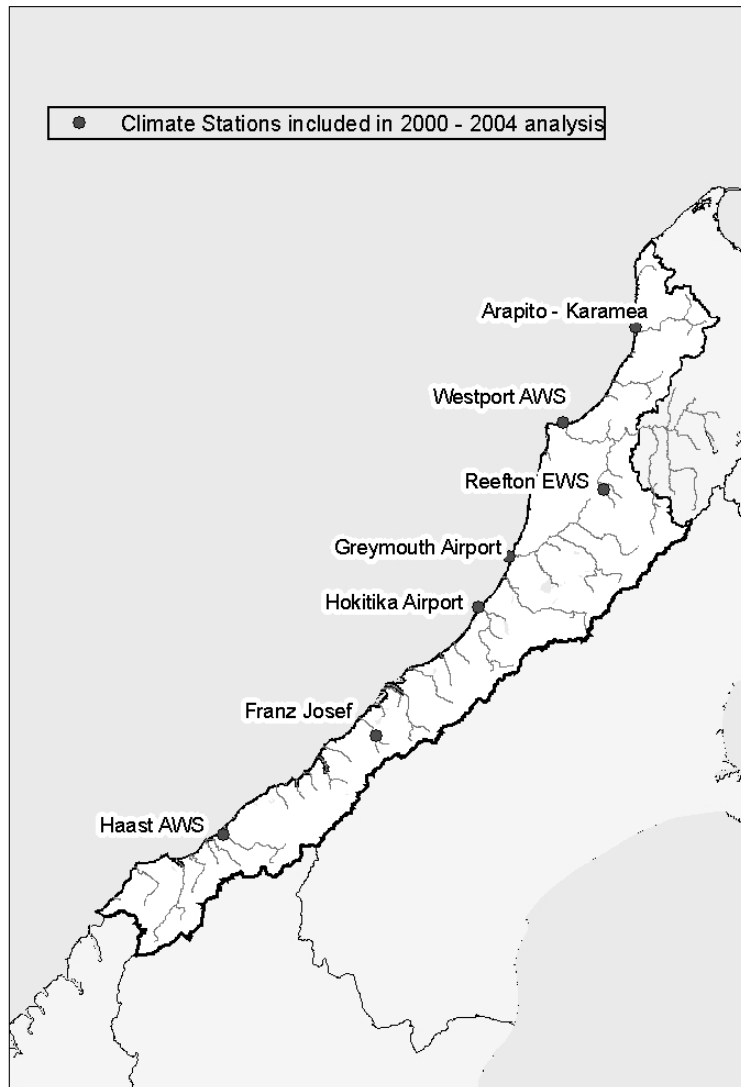 Climate Stations included in 2000 - 2004 analysis
Arapito - Karamea
Westport AWS
Reefton EWS
Greymouth Airport
Hokitika Airport
Franz Josef
Haast AWS